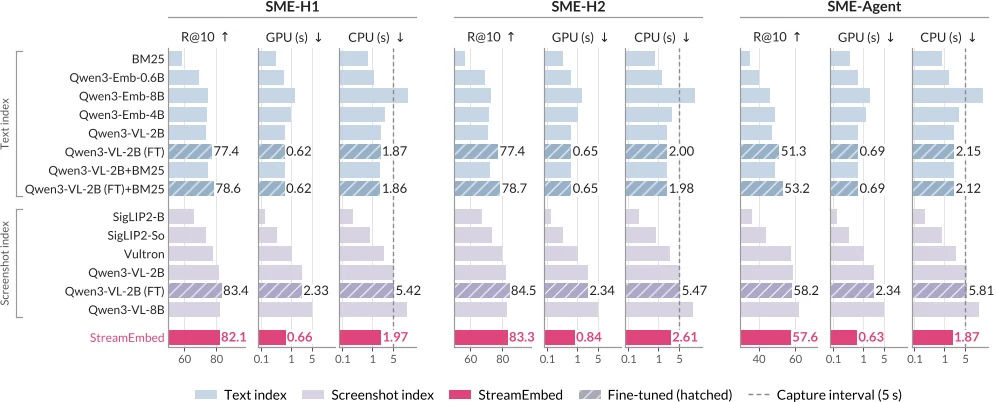 SME-H1 SME-H2 SME-Agent
R@10 ↑ GPU (s) ↓ CPU (s) ↓ R@10 ↑ GPU (s) ↓ CPU (s) ↓ R@10 ↑ GPU (s) ↓ CPU (s) ↓
Text index
BM25
Qwen3-Emb-0.6B
Qwen3-Emb-8B
Qwen3-Emb-4B
Qwen3-VL-2B
Qwen3-VL-2B (FT) 77.4 0.62 1.87 77.4 0.65 2.00 51.3 0.69 2.15
Qwen3-VL-2B+BM25
Qwen3-VL-2B (FT)+BM25 78.6 0.62 1.86 78.7 0.65 1.98 53.2 0.69 2.12
Screenshot index
SigLIP2-B
SigLIP2-So
Vultron
Qwen3-VL-2B
Qwen3-VL-2B (FT) 83.4 2.33 5.42 84.5 2.34 5.47 58.2 2.34 5.81
Qwen3-VL-8B
StreamEmbed 82.1 0.66 1.97 83.3 0.84 2.61 57.6 0.63 1.87
60 80 0.1 1 5 0.1 1 5 60 80 0.1 1 5 0.1 1 5 40 60 0.1 1 5 0.1 1 5
Text index Screenshot index StreamEmbed Fine-tuned (hatched) Capture interval (5 s)